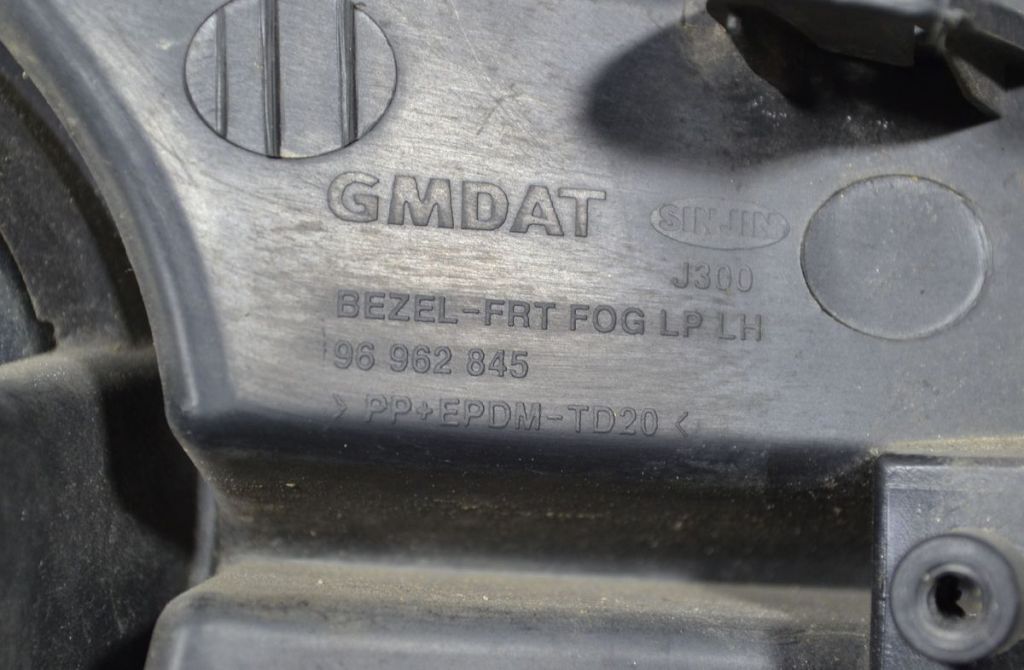 GMDAT SINJIN
J300
BEZEL-FRT FOG LP LH
96 962 845
> PP+EPDM-TD20 <